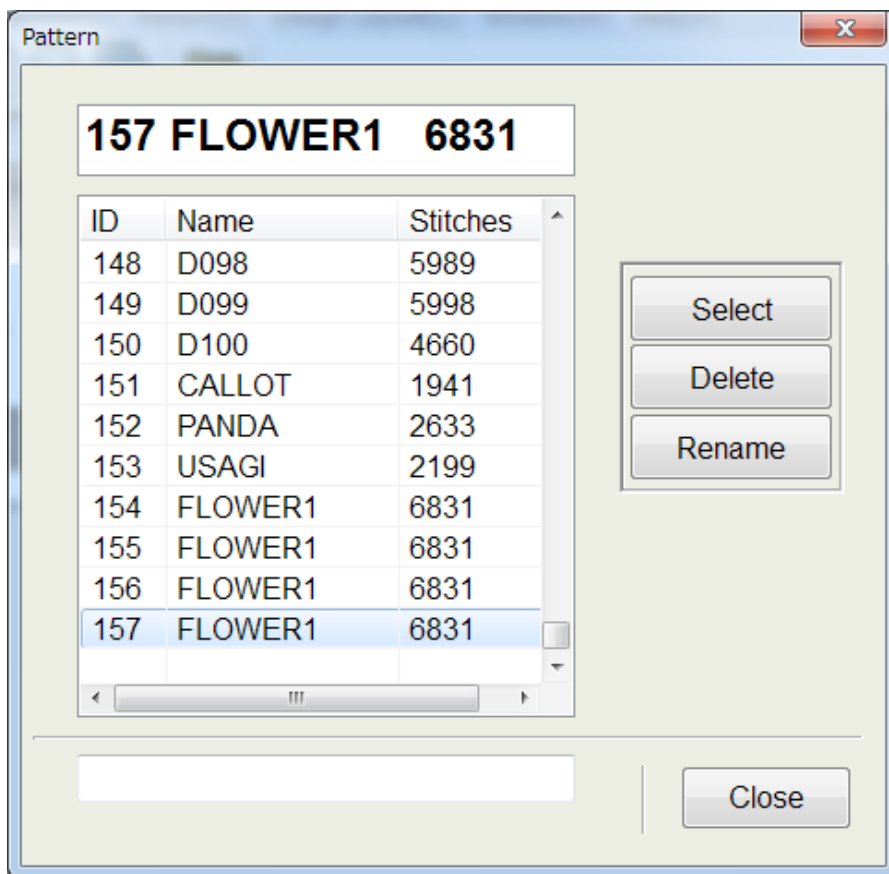 Pattern
157 FLOWER1 6831
ID Name Stitches
148 D098 5989
149 D099 5998
150 D100 4660
151 CALLOT 1941
152 PANDA 2633
153 USAGI 2199
154 FLOWER1 6831
155 FLOWER1 6831
156 FLOWER1 6831
157 FLOWER1 6831
Select
Delete
Rename
Close